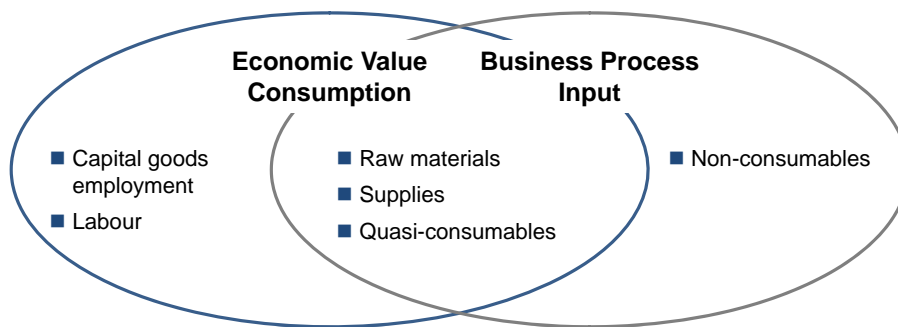 Economic Value
Consumption
Business Process
Input
Capital goods
employment
Labour
Raw materials
Supplies
Quasi-consumables
Non-consumables